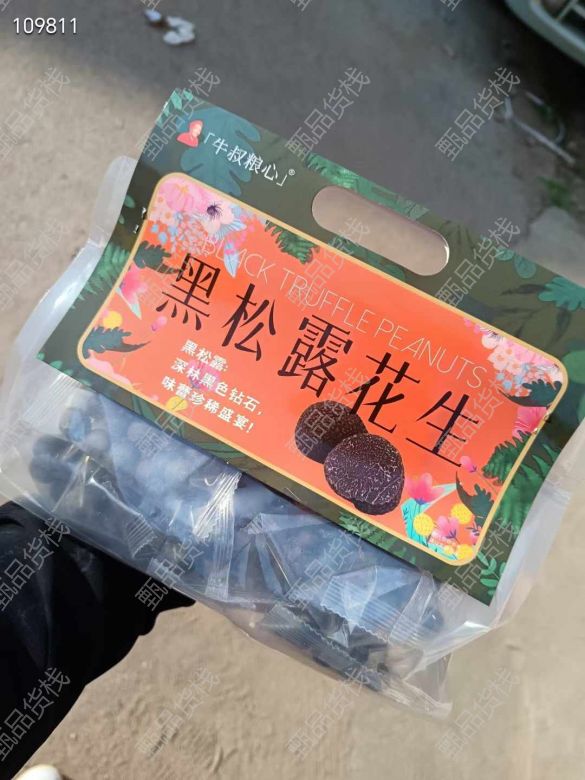 109811
「牛叔粮心」®
BLACK TRUFFLE PEANUTS
黑松露花生
黑松露:
深林黑色钻石,
味蕾珍稀盛宴!
甄品货栈